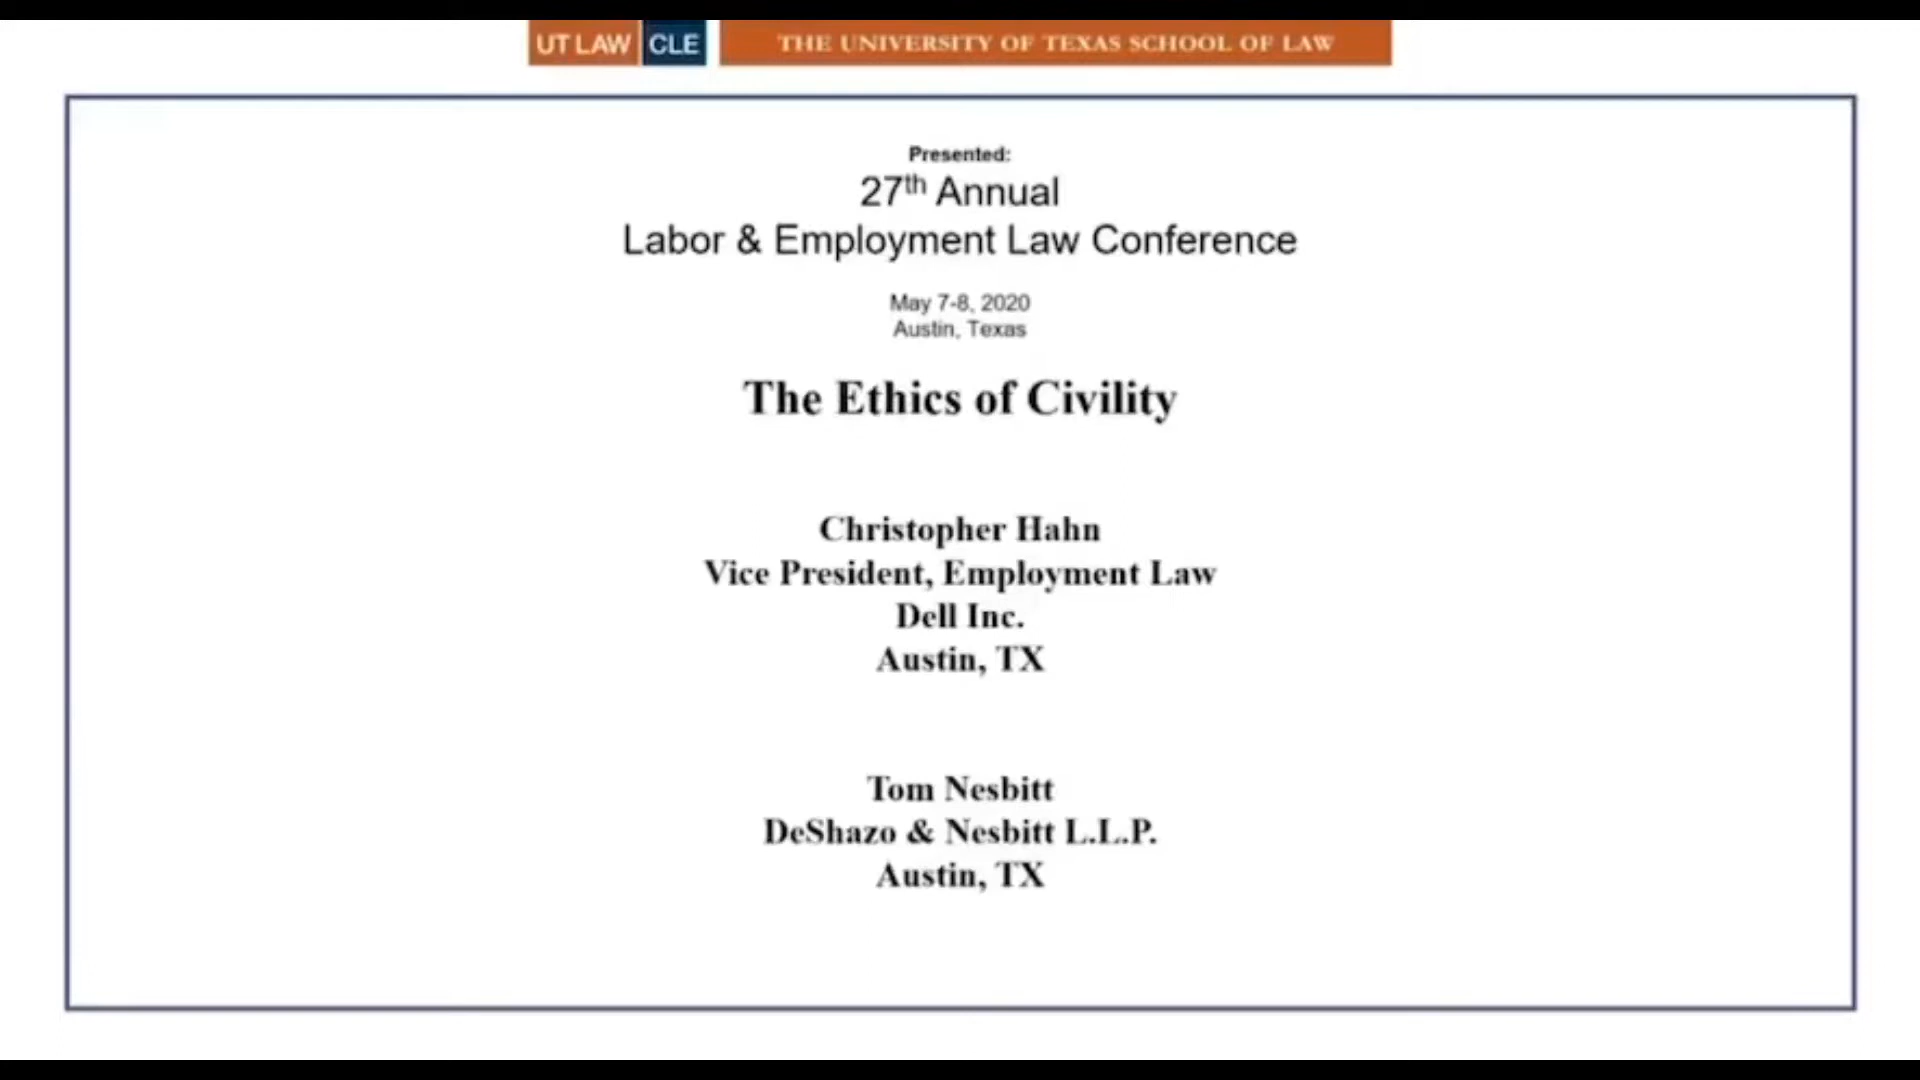 UT LAW CLE THE UNIVERSITY OF TEXAS SCHOOL OF LAW
Presented:
27th Annual
Labor & Employment Law Conference
May 7-8, 2020
Austin, Texas
The Ethics of Civility
Christopher Hahn
Vice President, Employment Law
Dell Inc.
Austin, TX
Tom Nesbitt
DeShazo & Nesbitt L.L.P.
Austin, TX